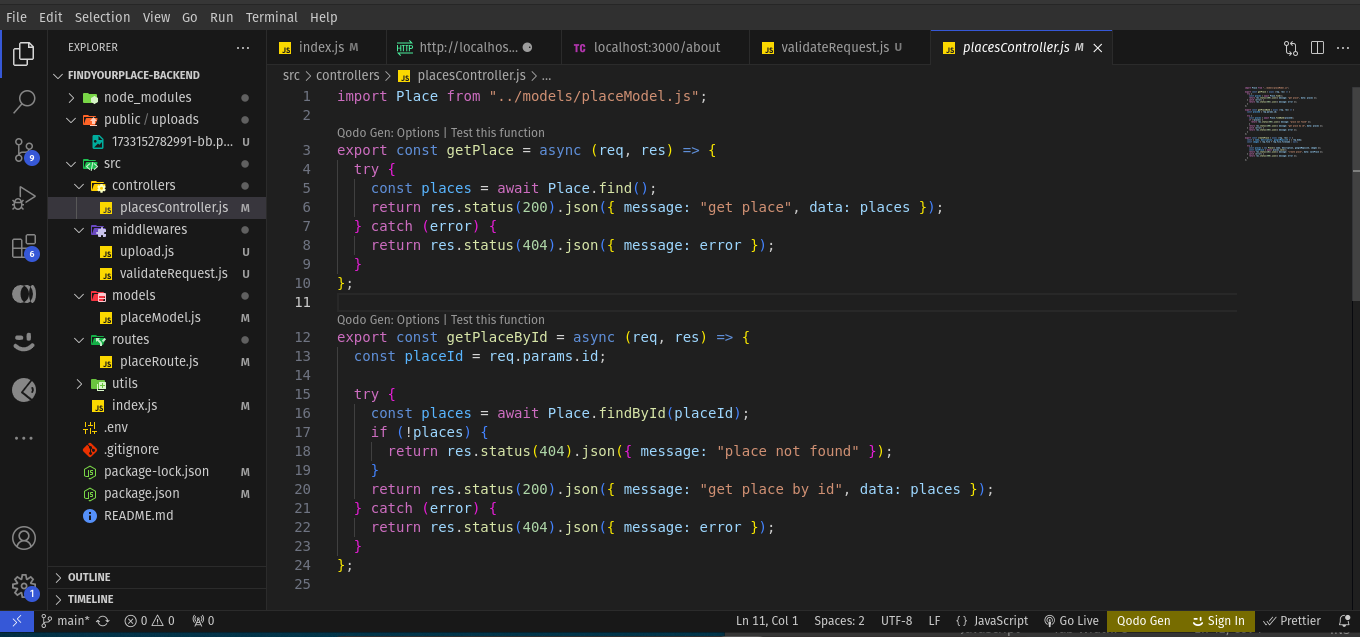 File Edit Selection View Go Run Terminal Help
EXPLORER
FINDYOURPLACE-BACKEND
node_modules
public / uploads
1733152782991-bb.p... U
src
controllers
placesController.js M
middlewares
upload.js U
validateRequest.js U
models
placeModel.js M
routes
placeRoute.js M
utils
index.js M
.env
.gitignore
package-lock.json M
package.json M
README.md
OUTLINE
TIMELINE
9
6
1
index.js M
HTTP http://localhos...
TC localhost:3000/about
validateRequest.js U
placesController.js M
src > controllers > placesController.js > ...
1 import Place from "../models/placeModel.js";
2
Qodo Gen: Options | Test this function
3 export const getPlace = async (req, res) => {
4 try {
5 const places = await Place.find();
6 return res.status(200).json({ message: "get place", data: places });
7 } catch (error) {
8 return res.status(404).json({ message: error });
9 }
10 };
11
Qodo Gen: Options | Test this function
12 export const getPlaceById = async (req, res) => {
13 const placeId = req.params.id;
14
15 try {
16 const places = await Place.findById(placeId);
17 if (!places) {
18 return res.status(404).json({ message: "place not found" });
19 }
20 return res.status(200).json({ message: "get place by id", data: places });
21 } catch (error) {
22 return res.status(404).json({ message: error });
23 }
24 };
25
main* 0 0 0 Ln 11, Col 1 Spaces: 2 UTF-8 LF {} JavaScript Go Live Qodo Gen Sign In Prettier